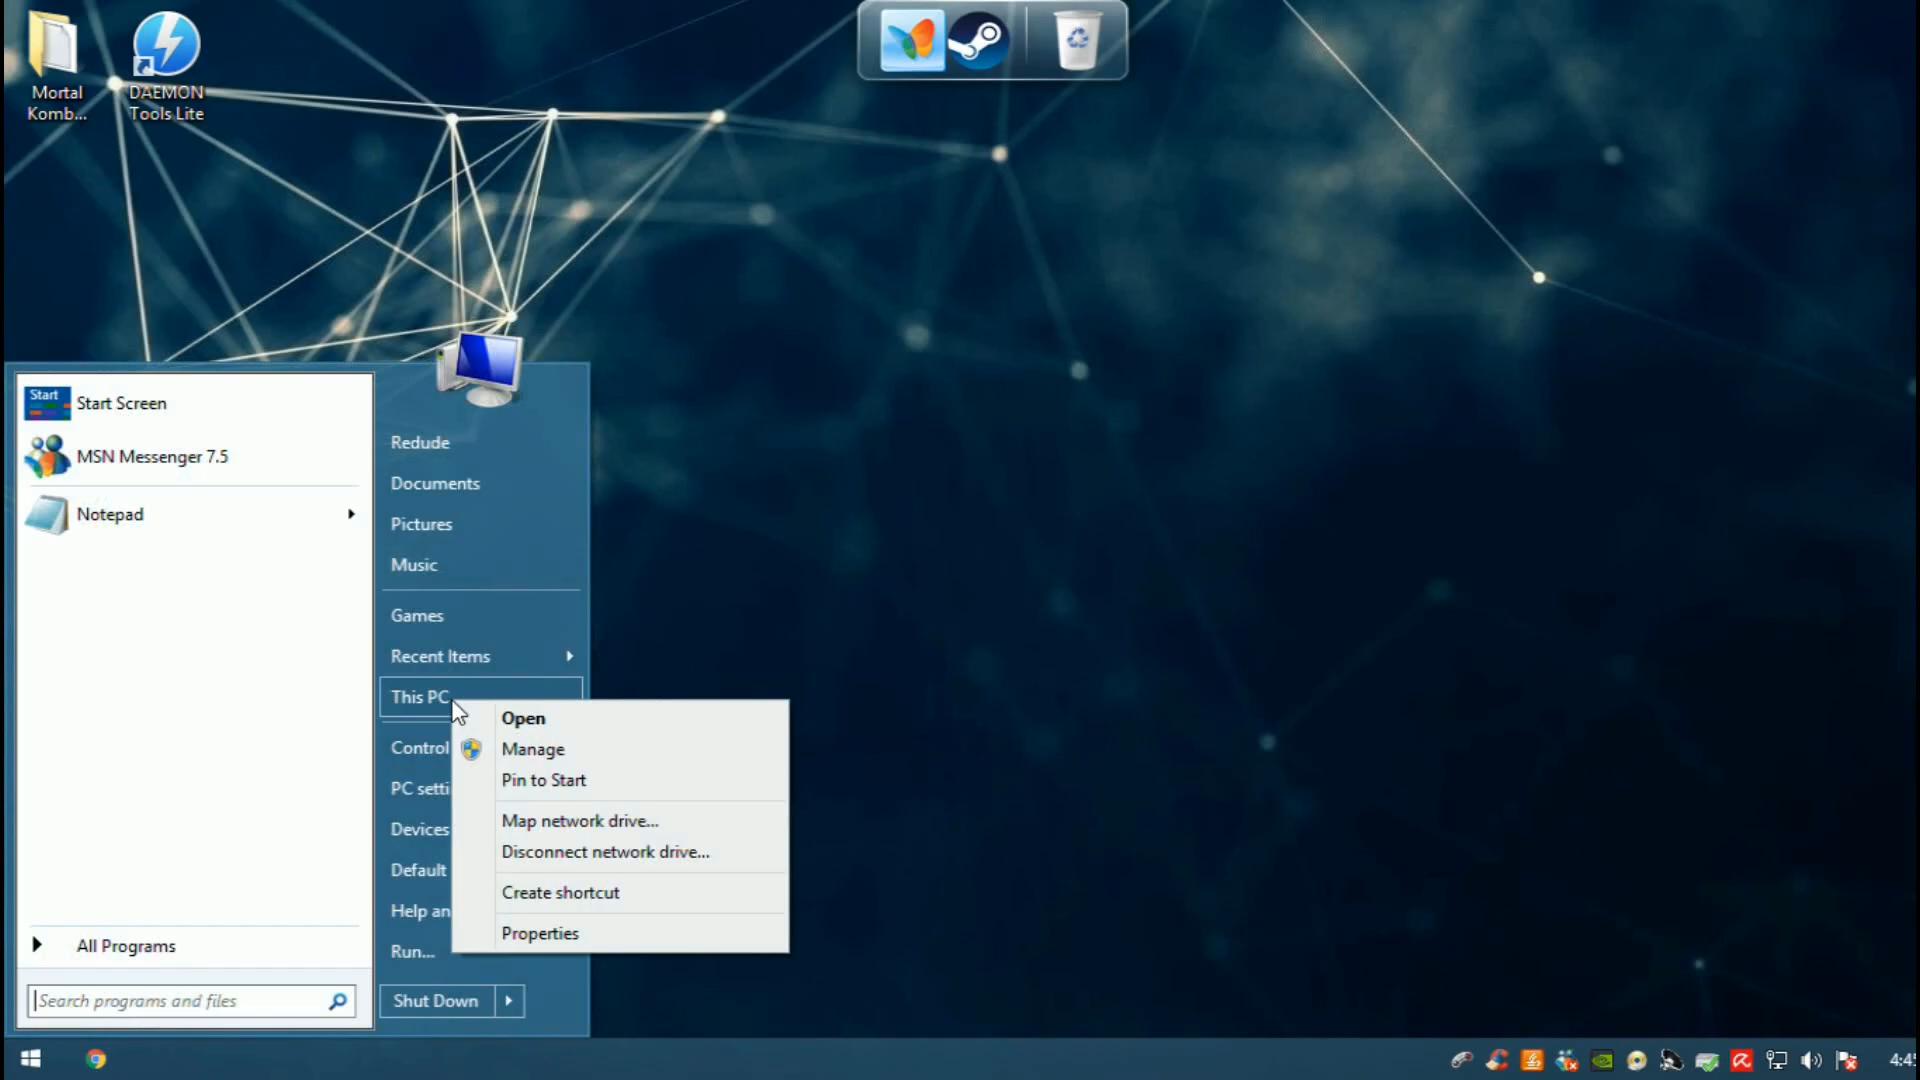 Mortal
Komb...
DAEMON
Tools Lite
Start
Start Screen
MSN Messenger 7.5
Notepad
All Programs
Search programs and files
Redude
Documents
Pictures
Music
Games
Recent Items
This PC
Control
PC setti
Devices
Default
Help an
Run...
Shut Down
Open
Manage
Pin to Start
Map network drive...
Disconnect network drive...
Create shortcut
Properties
4:45